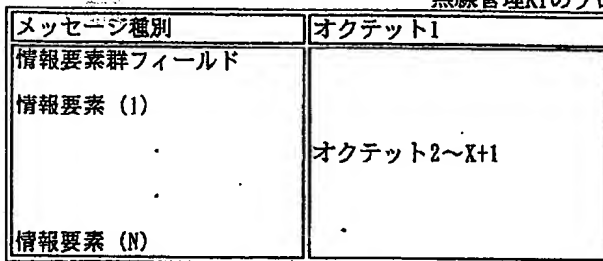 メッセージ種別
オクテット1
情報要素群フィールド
情報要素 (1)
オクテット2～X+1
情報要素 (N)